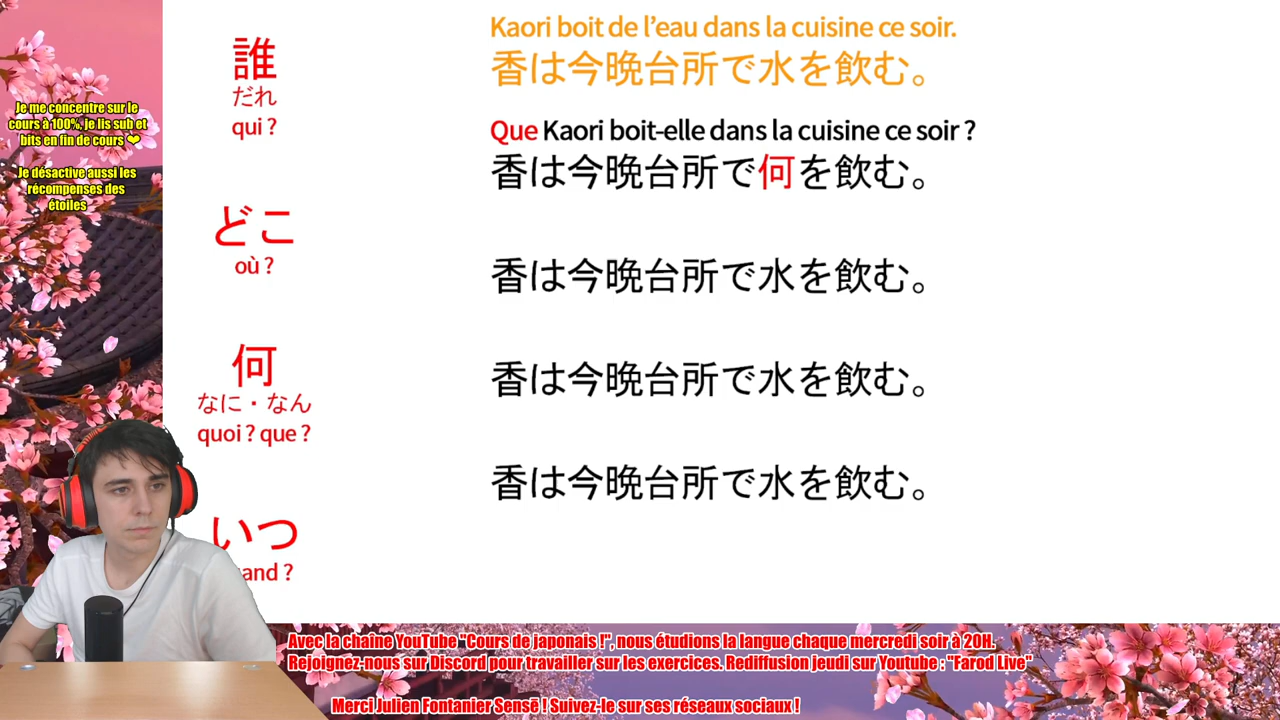 Je me concentre sur le
cours à 100%, je lis sub et
bits en fin de cours ❤
Je désactive aussi les
récompenses des
étoiles
誰
だれ
qui ?
どこ
où ?
何
なに・なん
quoi ? que ?
いつ
and ?
Kaori boit de l’eau dans la cuisine ce soir.
香は今晩台所で水を飲む。
Que Kaori boit-elle dans la cuisine ce soir ?
香は今晩台所で何を飲む。
香は今晩台所で水を飲む。
香は今晩台所で水を飲む。
香は今晩台所で水を飲む。
Avec la chaîne YouTube "Cours de japonais !", nous étudions la langue chaque mercredi soir à 20H.
Rejoignez-nous sur Discord pour travailler sur les exercices. Rediffusion jeudi sur Youtube : "Farod Live"
Merci Julien Fontanier Sensē ! Suivez-le sur ses réseaux sociaux !